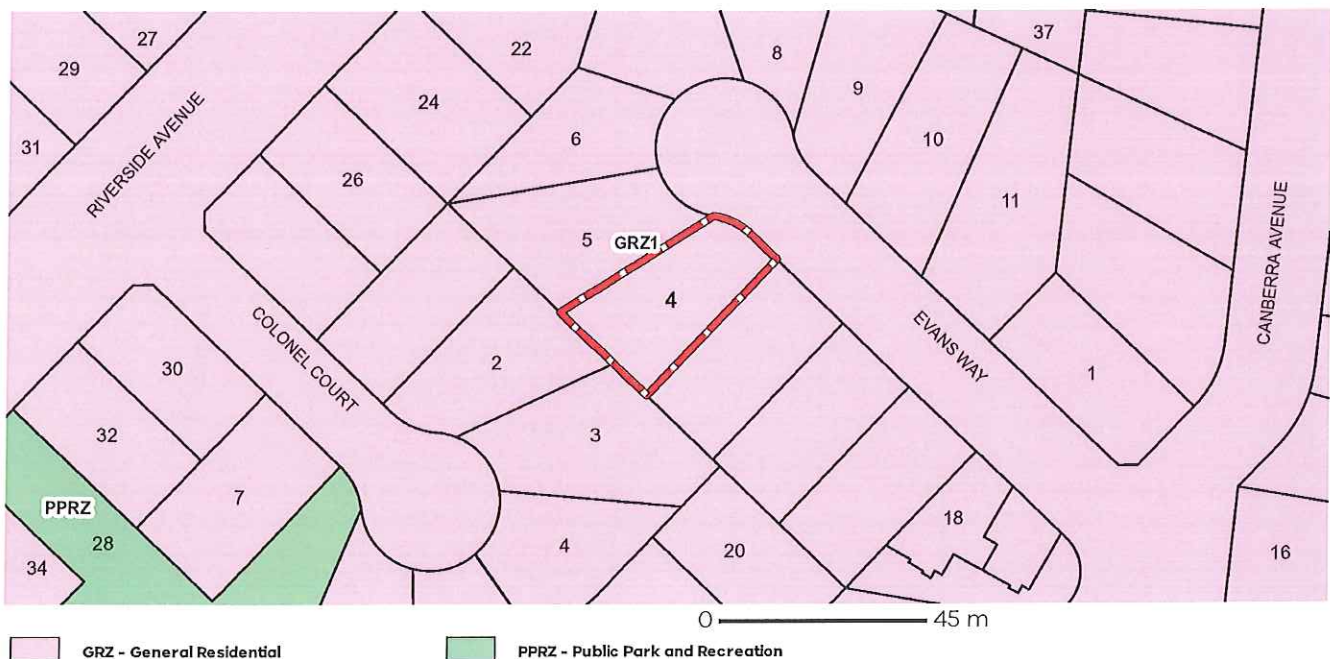 27
22
37
8
29
9
24
31
RIVERSIDE AVENUE
6
10
26
11
CANBERRA AVENUE
5
GRZ1
4
COLONEL COURT
EVANS WAY
2
30
1
32
3
7
PPRZ
28
18
4
20
16
34
0 45 m
GRZ - General Residential
PPRZ - Public Park and Recreation